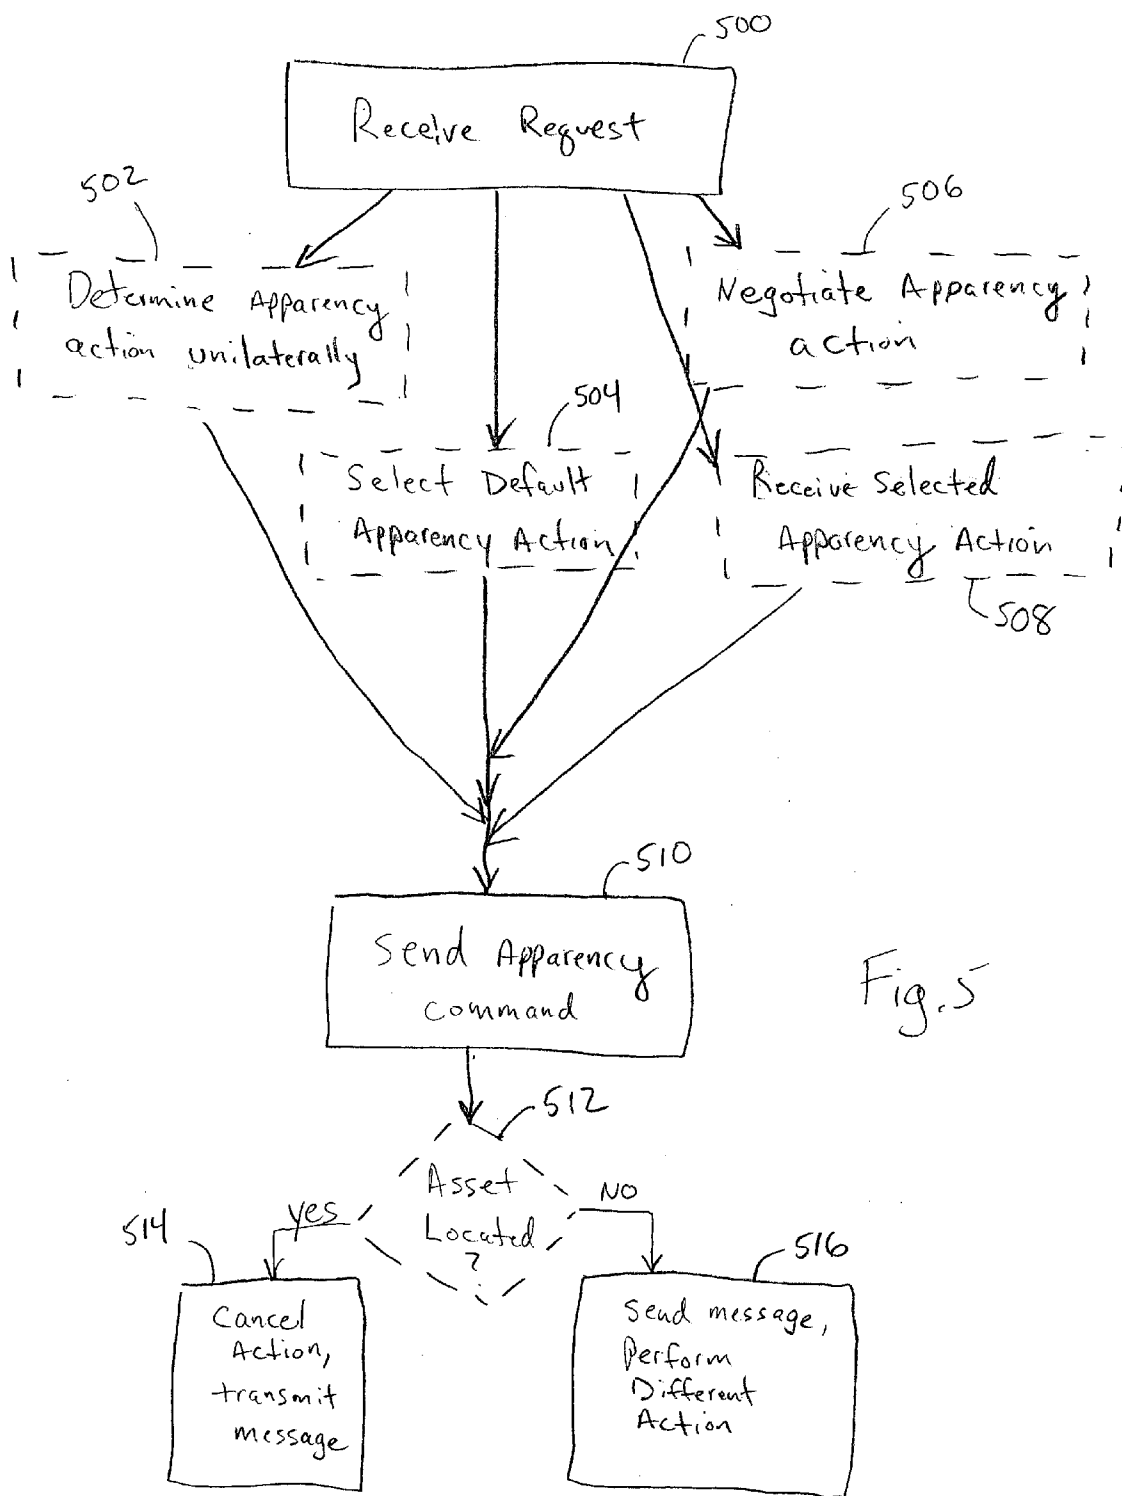 500
Receive Request
502
506
Determine Apparency
action unilaterally
Negotiate Apparency
action
504
Select Default
Apparency Action
Receive Selected
Apparency Action
508
510
Send Apparency
command
Fig. 5
512
Asset
Located
?
yes
NO
514
516
Cancel
Action,
transmit
message
Send message,
Perform
Different
Action